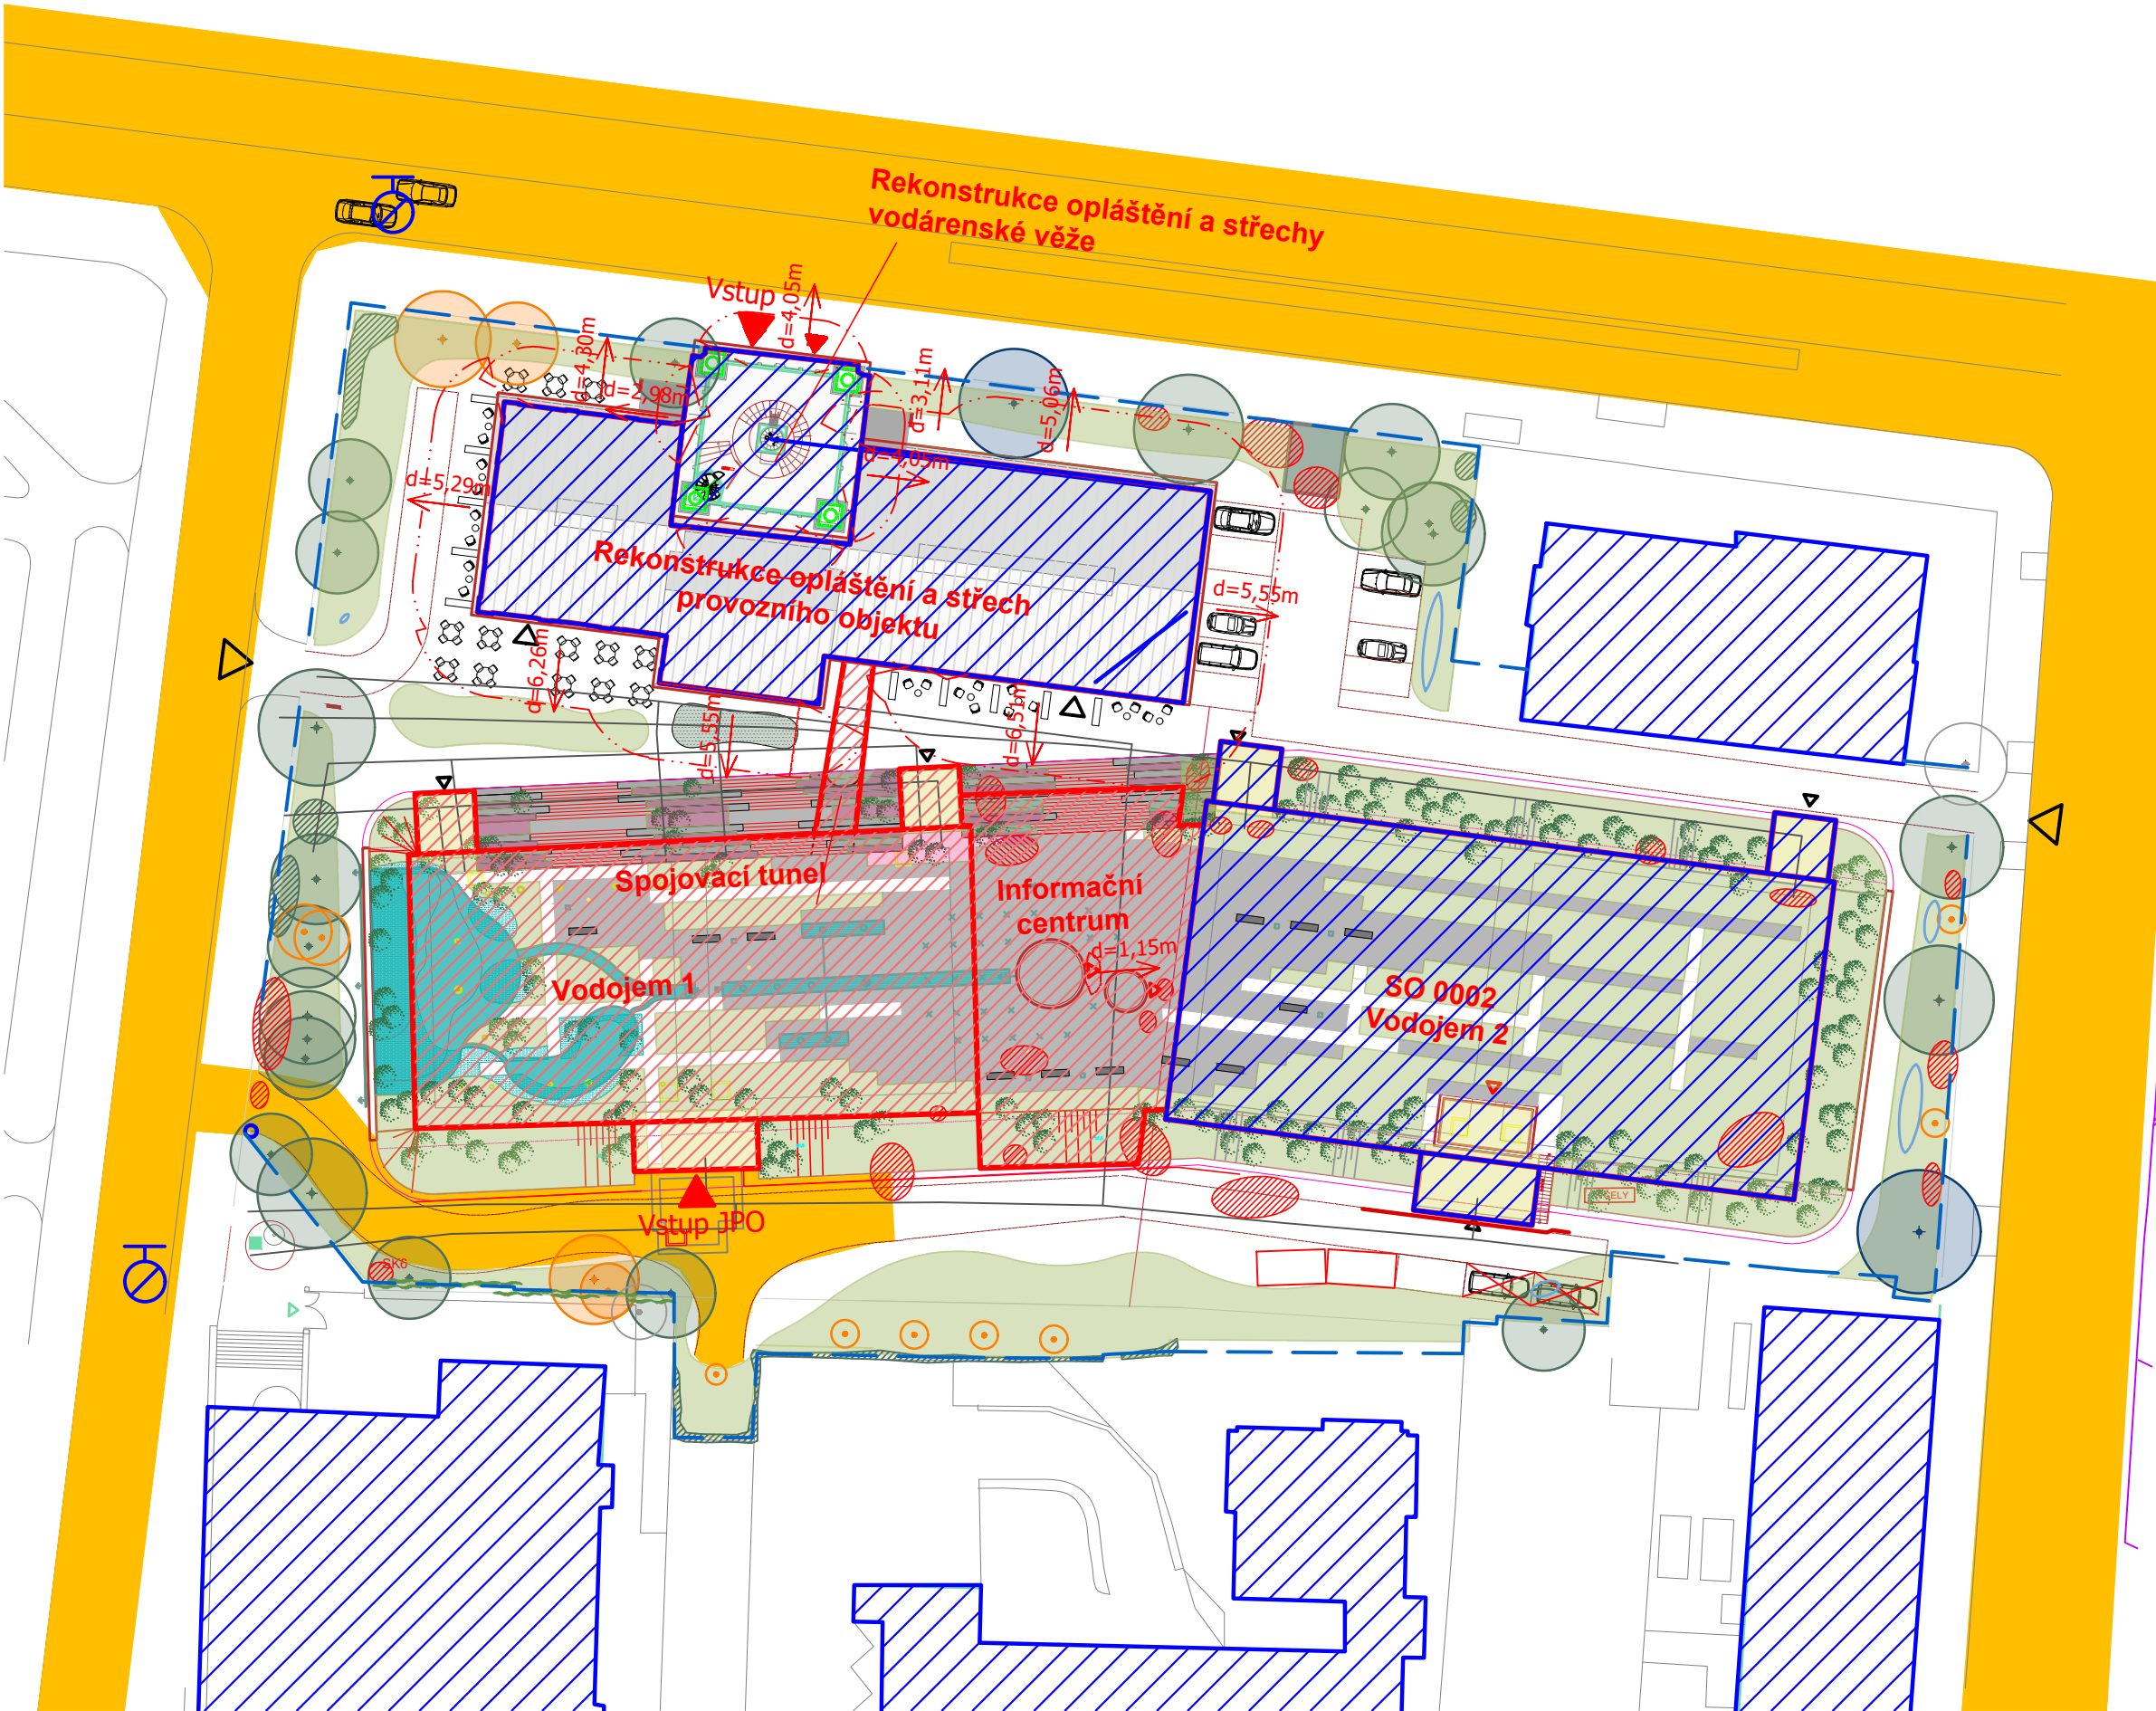 Rekonstrukce opláštění a střechy
vodárenské věže
Vstup
d=4,05m
d=4,30m
d=2,98m
d=3,11m
d=5,06m
d=4,05m
d=5,29m
Rekonstrukce opláštění a střech
provozního objektu
d=5,55m
d=6,26m
d=5,55m
d=6,51m
Spojovací tunel
Informační
centrum
d=1,15m
Vodojem 1
SO 0002
Vodojem 2
Vstup JPO